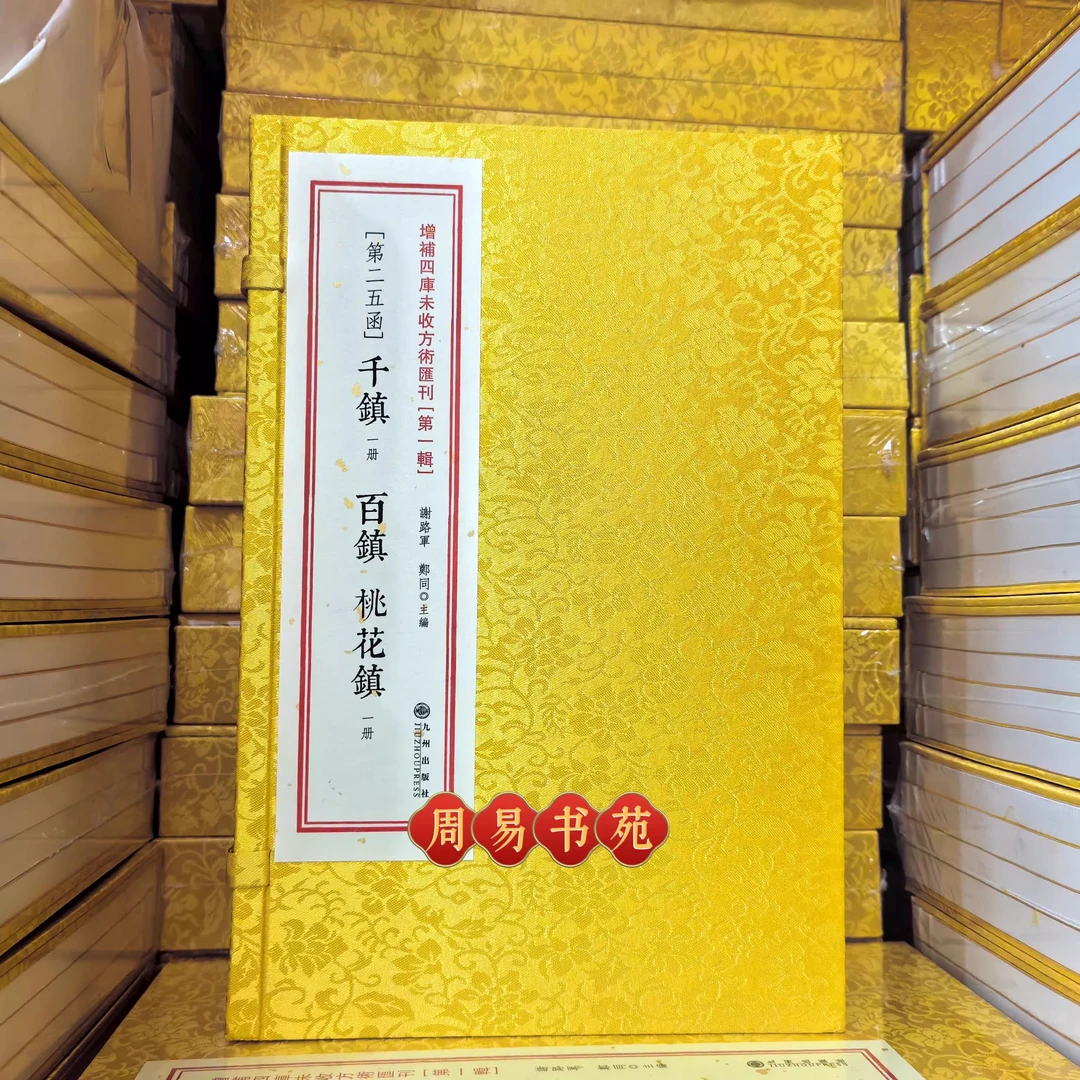 增補四庫未收方術匯刊[第一輯]
謝路軍 鄭同◎主編
九州出版社
JIUZHOUPRESS
[第二五函] 千鎮 一册 百鎮 桃花鎮 一册
周易书苑